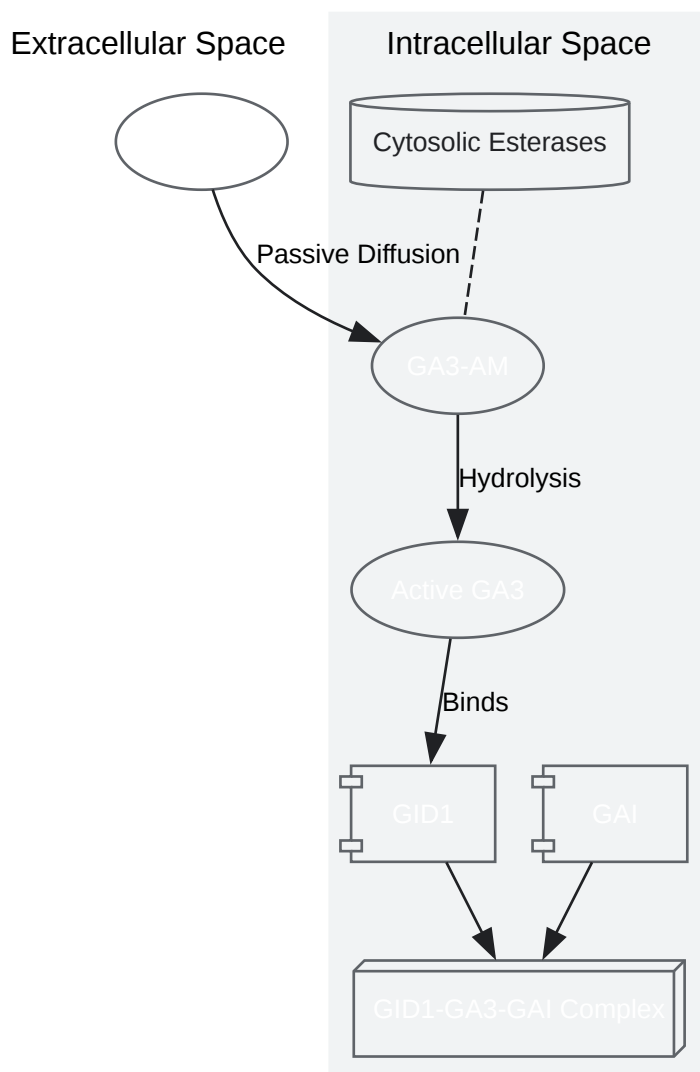 Extracellular Space
Intracellular Space
Cytosolic Esterases
Passive Diffusion
GA3-AM
Hydrolysis
Active GA3
Binds
GID1
GAI
GID1-GA3-GAI Complex